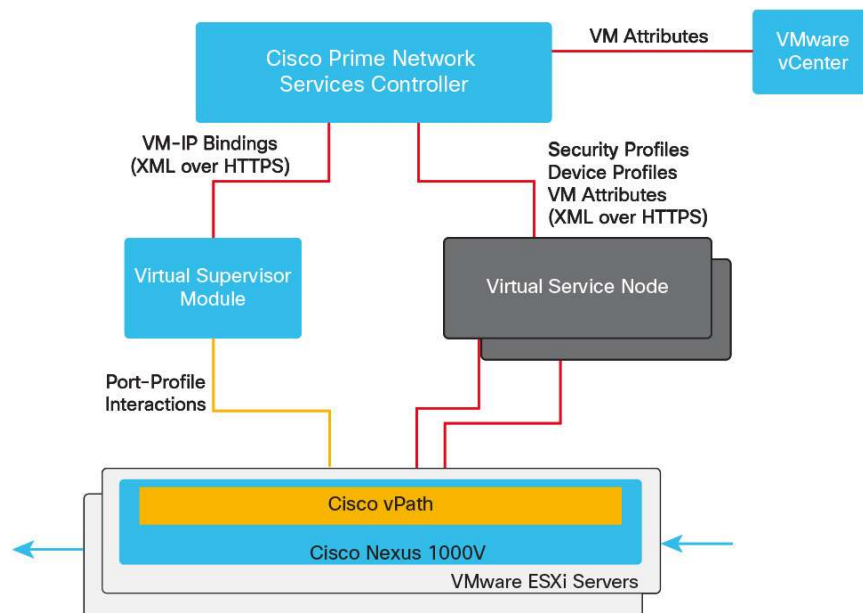 Cisco Prime Network
Services Controller
VM Attributes
VMware
vCenter
VM-IP Bindings
(XML over HTTPS)
Security Profiles
Device Profiles
VM Attributes
(XML over HTTPS)
Virtual Supervisor
Module
Virtual Service Node
Port-Profile
Interactions
Cisco vPath
Cisco Nexus 1000V
VMware ESXi Servers